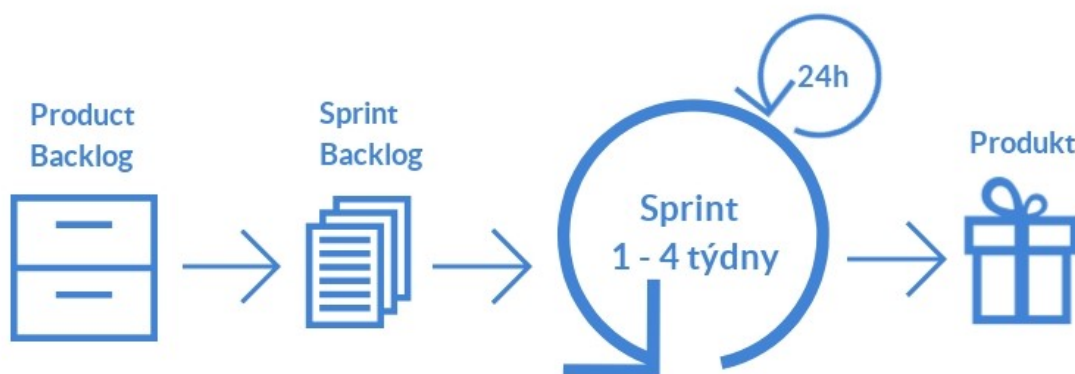 Product
Backlog
Sprint
Backlog
24h
Sprint
1 - 4 týdny
Produkt